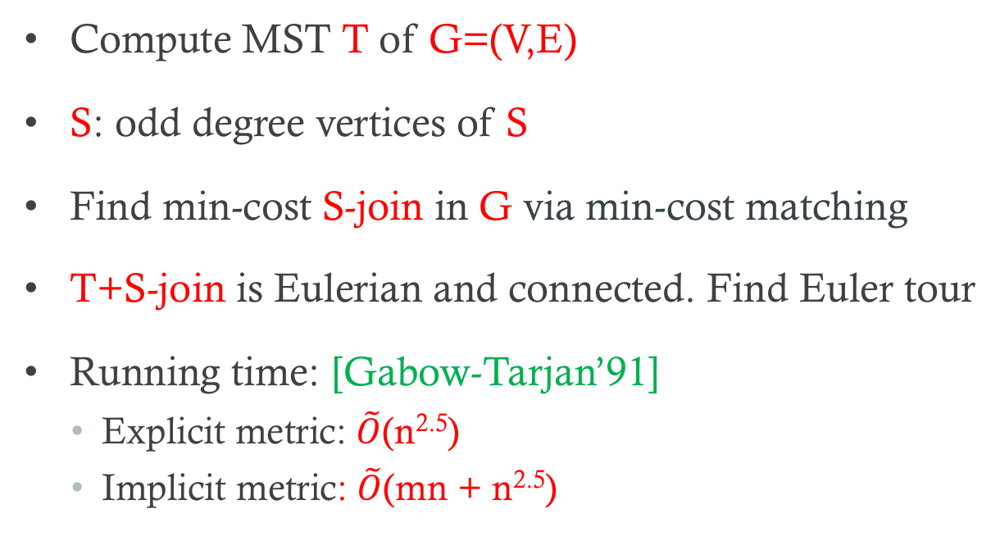 • Compute MST T of G=(V,E)
• S: odd degree vertices of S
• Find min-cost S-join in G via min-cost matching
• T+S-join is Eulerian and connected. Find Euler tour
• Running time: [Gabow-Tarjan’91]
• Explicit metric: Õ(n^2.5)
• Implicit metric: Õ(mn + n^2.5)